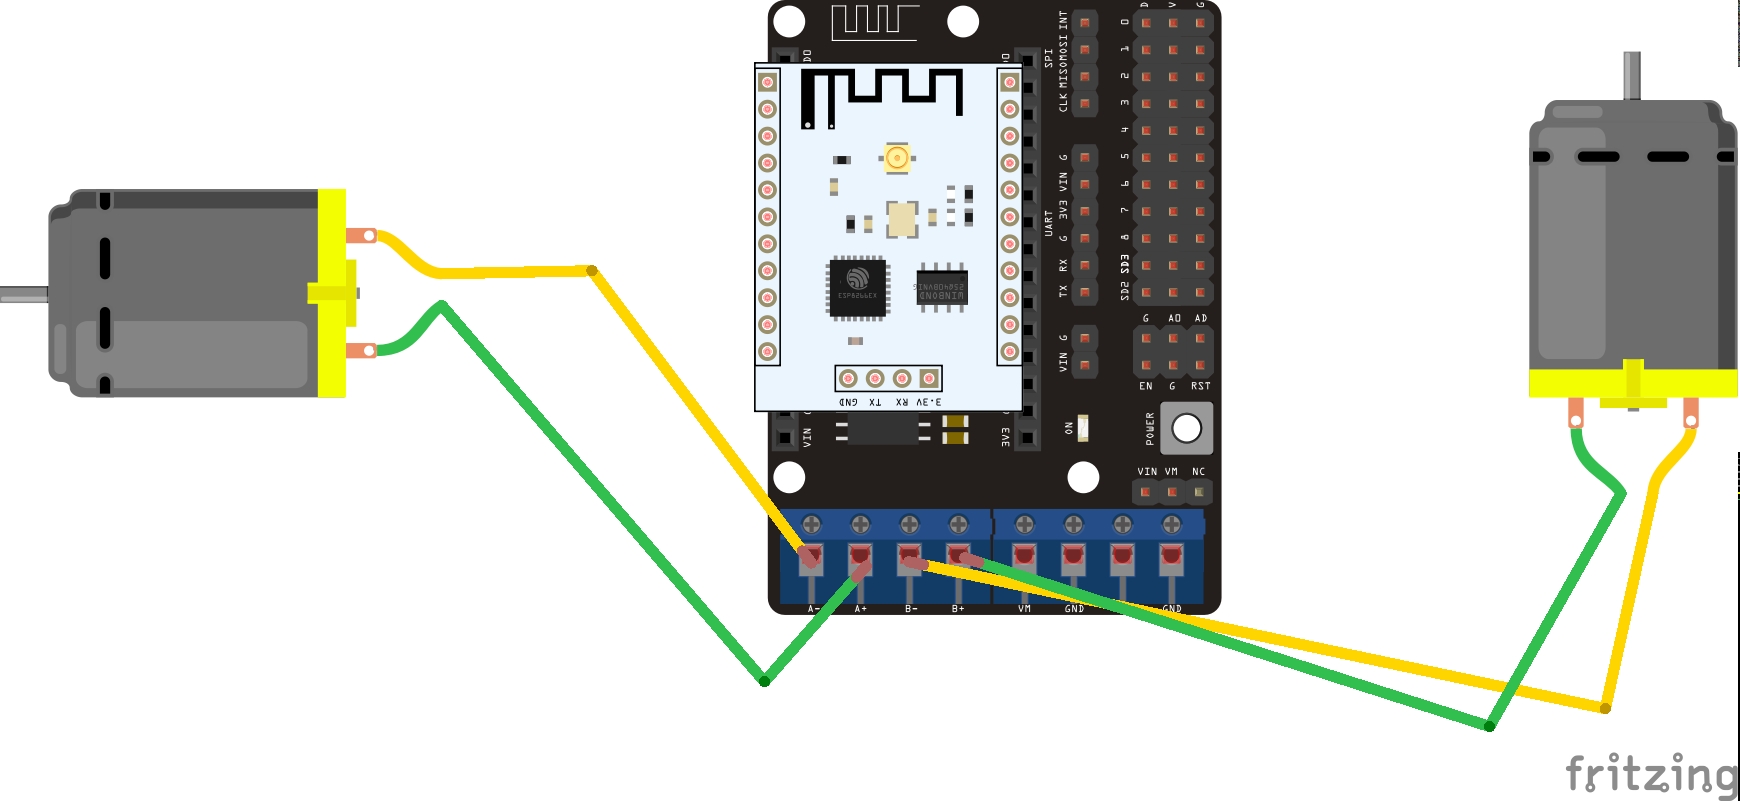 D V G
INT
MOSI
MISO
CLK
SPI
0
1
2
3
4
5
6
7
8
SD3
SD2
G
VIN
3V3
G
RX
TX
UART
G
VIN
G AO AD
EN G RST
ESP8266EX
WINBOND
GND TX RX 3.3V
VIN
3V3
ON
POWER
VIN VM NC
A- A+ B- B+ VM GND GND
fritzing